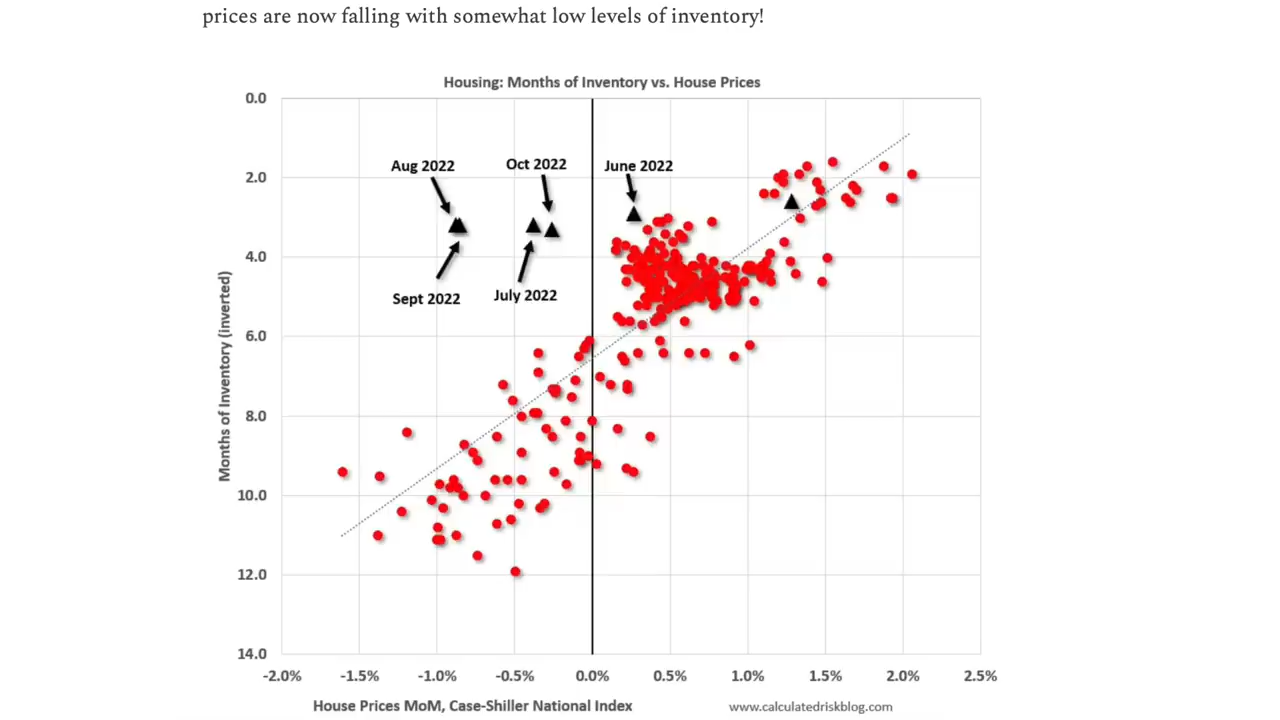 prices are now falling with somewhat low levels of inventory!
Housing: Months of Inventory vs. House Prices
0.0
2.0
4.0
6.0
8.0
10.0
12.0
14.0
Months of Inventory (inverted)
Aug 2022
Oct 2022
June 2022
Sept 2022
July 2022
-2.0% -1.5% -1.0% -0.5% 0.0% 0.5% 1.0% 1.5% 2.0% 2.5%
House Prices MoM, Case-Shiller National Index
www.calculatedriskblog.com